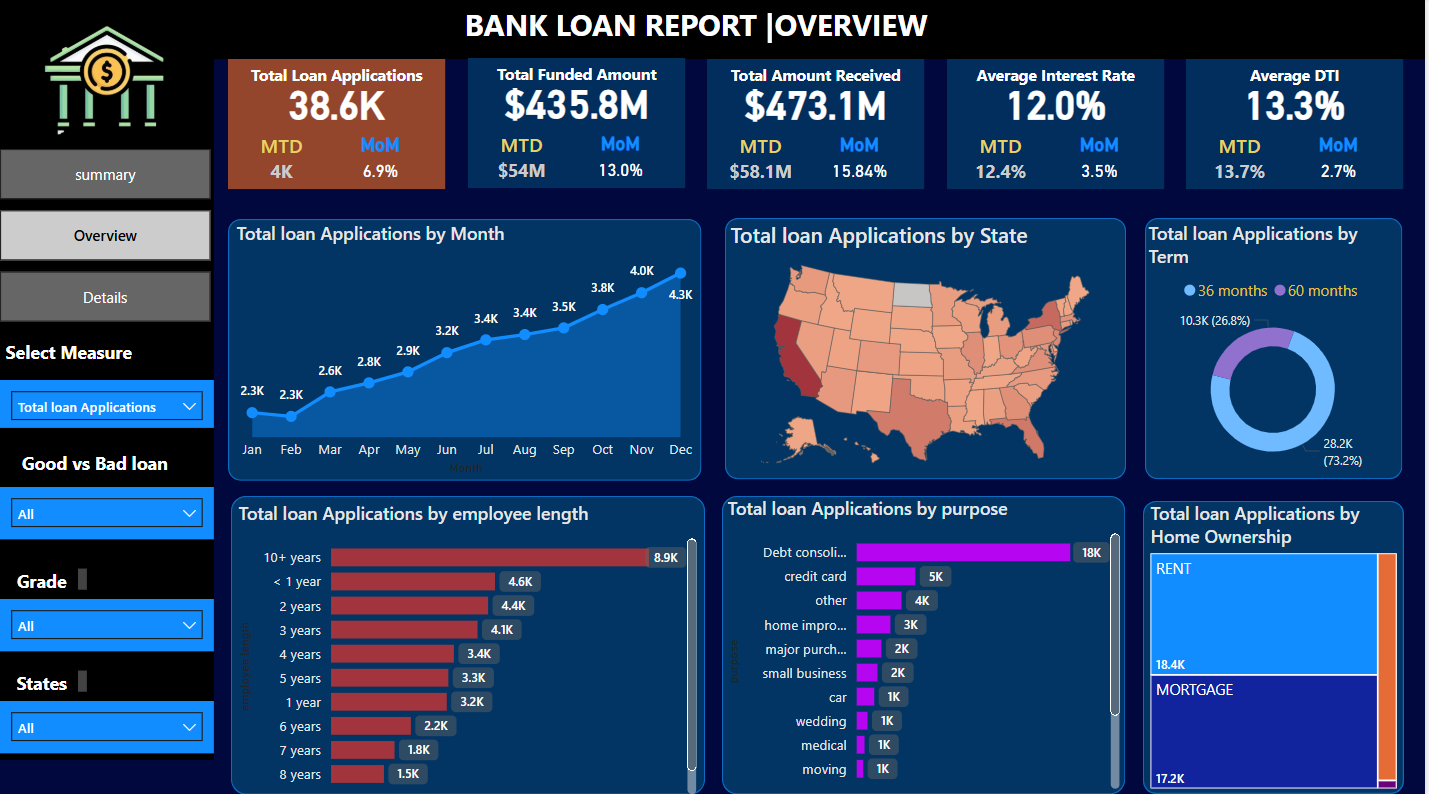 BANK LOAN REPORT |OVERVIEW
$
Total Loan Applications
38.6K
MTD
MoM
4K
6.9%
Total Funded Amount
$435.8M
MTD
MoM
$54M
13.0%
Total Amount Received
$473.1M
MTD
MoM
$58.1M
15.84%
Average Interest Rate
12.0%
MTD
MoM
12.4%
3.5%
Average DTI
13.3%
MTD
MoM
13.7%
2.7%
summary
Overview
Details
Select Measure
Total loan Applications
Good vs Bad loan
All
Grade
All
States
All
Total loan Applications by Month
2.3K
2.3K
2.6K
2.8K
2.9K
3.2K
3.4K
3.4K
3.5K
3.8K
4.0K
4.3K
Jan
Feb
Mar
Apr
May
Jun
Jul
Aug
Sep
Oct
Nov
Dec
Month
Total loan Applications by State
Total loan Applications by
Term
36 months
60 months
10.3K (26.8%)
28.2K
(73.2%)
Total loan Applications by employee length
employee length
10+ years
8.9K
< 1 year
4.6K
2 years
4.4K
3 years
4.1K
4 years
3.4K
5 years
3.3K
1 year
3.2K
6 years
2.2K
7 years
1.8K
8 years
1.5K
Total loan Applications by purpose
purpose
Debt consoli...
18K
credit card
5K
other
4K
home impro...
3K
major purch...
2K
small business
2K
car
1K
wedding
1K
medical
1K
moving
1K
Total loan Applications by
Home Ownership
RENT
18.4K
MORTGAGE
17.2K